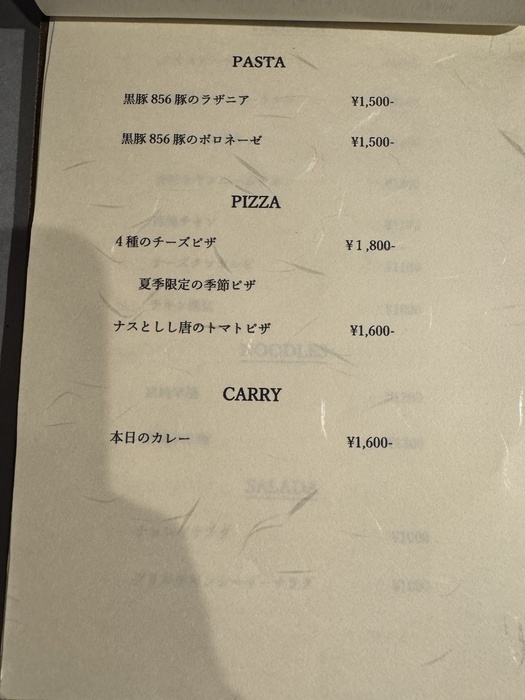 PASTA
黒豚 856 豚のラザニア ¥1,500-
黒豚 856 豚のボロネーゼ ¥1,500-
PIZZA
4種のチーズピザ ¥1,800-
夏季限定の季節ピザ
ナスとしし唐のトマトピザ ¥1,600-
CARRY
本日のカレー ¥1,600-